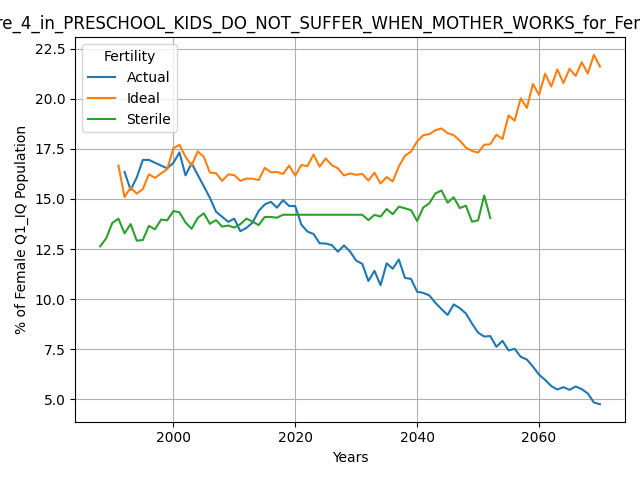 re_4_in_PRESCHOOL_KIDS_DO_NOT_SUFFER_WHEN_MOTHER_WORKS_for_Fer
Fertility
Actual
Ideal
Sterile
% of Female Q1_IQ Population
22.5
20.0
17.5
15.0
12.5
10.0
7.5
5.0
2000
2020
2040
2060
Years